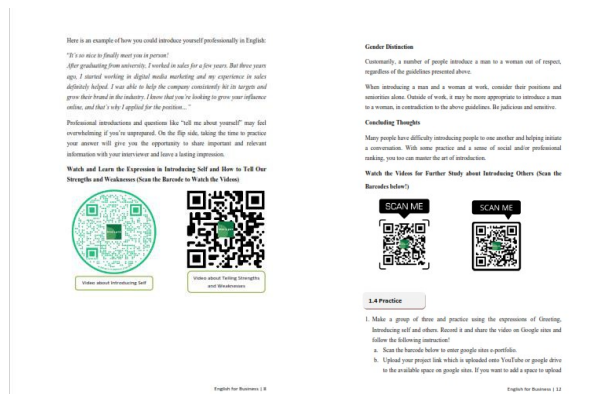 Here is an example of how you could introduce yourself professionally in English:
"It's so nice to finally meet you in person!
After graduating from university, I worked in sales for a few years. But three years
ago, I started working in digital media marketing and my experience in sales
definitely helped. I was able to help the company consistently hit its targets and
grow their brand in the industry. I know that you're looking to grow your influence
online, and that's why I applied for the position..."
Professional introductions and questions like "tell me about yourself" may feel
overwhelming if you're unprepared. On the flip side, taking the time to practice
your answer will give you the opportunity to share important and relevant
information with your interviewer and leave a lasting impression.
Watch and Learn the Expression in Introducing Self and How to Tell Our
Strengths and Weaknesses (Scan the Barcode to Watch the Videos)
Video about Introducing Self
Video about Telling Strengths
and Weaknesses
English for Business | 8
Gender Distinction
Customarily, a number of people introduce a man to a woman out of respect,
regardless of the guidelines presented above.
When introducing a man and a woman at work, consider their positions and
seniorities alone. Outside of work, it may be more appropriate to introduce a man
to a woman, in contradiction to the above guidelines. Be judicious and sensitive.
Concluding Thoughts
Many people have difficulty introducing people to one another and helping initiate
a conversation. With some practice and a sense of social and/or professional
ranking, you too can master the art of introduction.
Watch the Videos for Further Study about Introducing Others (Scan the
Barcodes below!)
SCAN ME
SCAN ME
1.4 Practice
1. Make a group of three and practice using the expressions of Greeting,
Introducing self and others. Record it and share the video on Google sites and
follow the following instruction!
a. Scan the barcode below to enter google sites e-portfolio.
b. Upload your project link which is uploaded onto YouTube or google drive
to the available space on google sites. If you want to add a space to upload
English for Business | 12